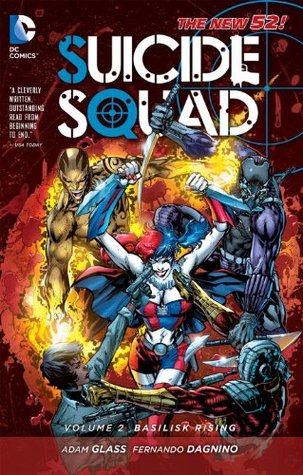 DC COMICS™
THE NEW 52!
SUICIDE
SQUAD
"A CLEVERLY
WRITTEN,
OUTSTANDING
READ FROM
BEGINNING
TO END."
—USA TODAY
VOLUME 2 BASILISK RISING
ADAM GLASS FERNANDO DAGNINO